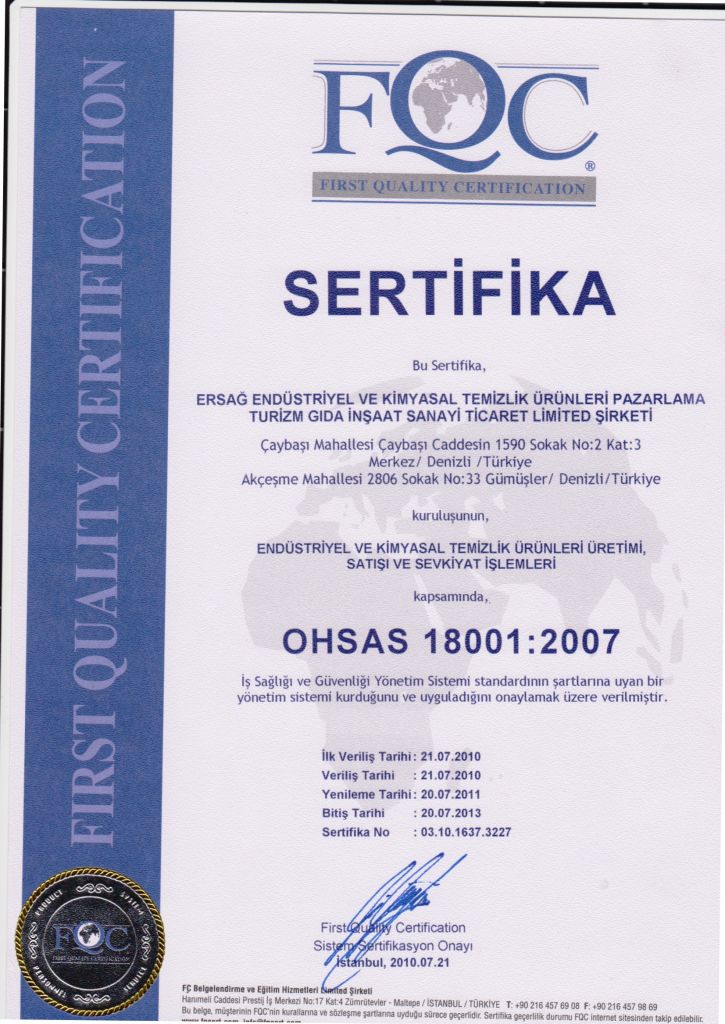 FQC
®
FIRST QUALITY CERTIFICATION
FIRST QUALITY CERTIFICATION
SERTİFİKA
Bu Sertifika,
ERSAĞ ENDÜSTRİYEL VE KİMYASAL TEMİZLİK ÜRÜNLERİ PAZARLAMA
TURİZM GIDA İNŞAAT SANAYİ TİCARET LİMİTED ŞİRKETİ
Çaybaşı Mahallesi Çaybaşı Caddesin 1590 Sokak No:2 Kat:3
Merkez/ Denizli /Türkiye
Akçeşme Mahallesi 2806 Sokak No:33 Gümüşler/ Denizli/Türkiye
kuruluşunun,
ENDÜSTRİYEL VE KİMYASAL TEMİZLİK ÜRÜNLERİ ÜRETİMİ,
SATIŞI VE SEVKİYAT İŞLEMLERİ
kapsamında,
OHSAS 18001:2007
İş Sağlığı ve Güvenliği Yönetim Sistemi standardının şartlarına uyan bir
yönetim sistemi kurduğunu ve uyguladığını onaylamak üzere verilmiştir.
İlk Veriliş Tarihi : 21.07.2010
Veriliş Tarihi : 21.07.2010
Yenileme Tarihi : 20.07.2011
Bitiş Tarihi : 20.07.2013
Sertifika No : 03.10.1637.3227
First Quality Certification
Sistem Sertifikasyon Onayı
İstanbul, 2010.07.21
PRODUCT
SYSTEM
FQC
FIRST QUALITY CERTIFICATION
PERSONNEL
SERVICE
FQ Belgelendirme ve Eğitim Hizmetleri Limited Şirketi
Hanımeli Caddesi Prestij İş Merkezi No:17 Kat:4 Zümrütevler - Maltepe / İSTANBUL / TÜRKİYE T: +90 216 457 69 08 F: +90 216 457 98 69
Bu belge, müşterinin FQC'nin kurallarına ve sözleşme şartlarına uyduğu sürece geçerlidir. Sertifika geçerlilik durumu FQC internet sitesinden takip edilebilir.